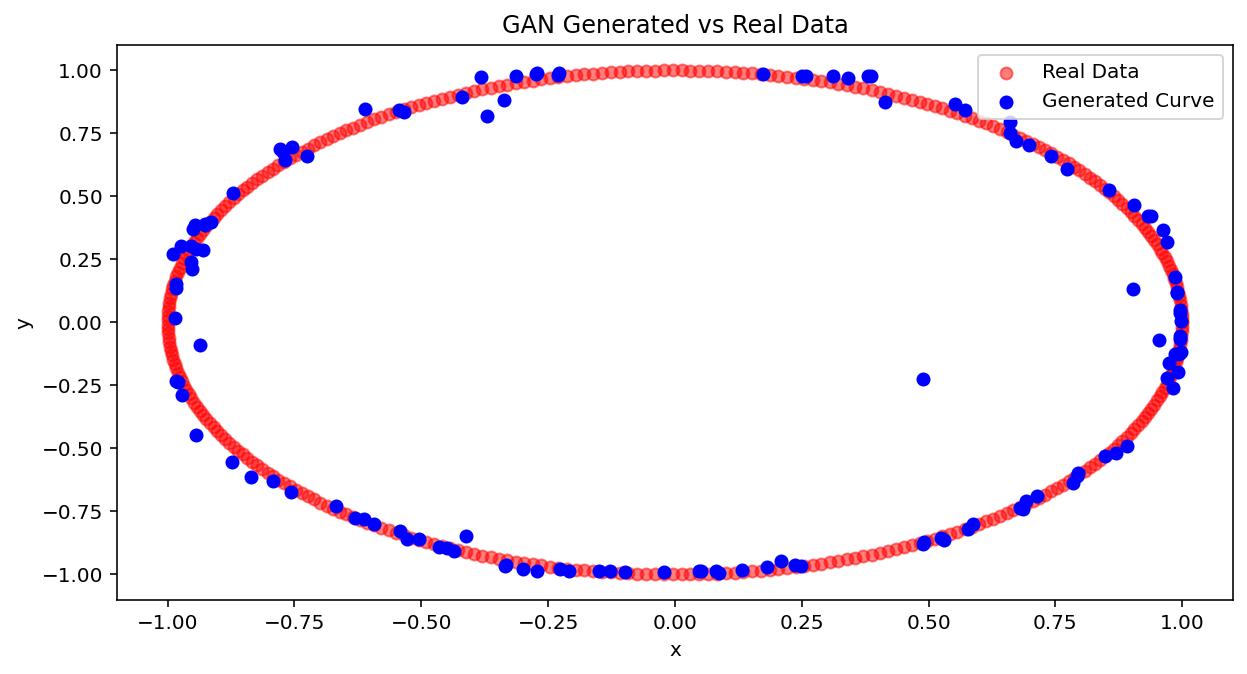 GAN Generated vs Real Data
Real Data
Generated Curve
1.00
0.75
0.50
0.25
0.00
−0.25
−0.50
−0.75
−1.00
y
−1.00 −0.75 −0.50 −0.25 0.00 0.25 0.50 0.75 1.00
x